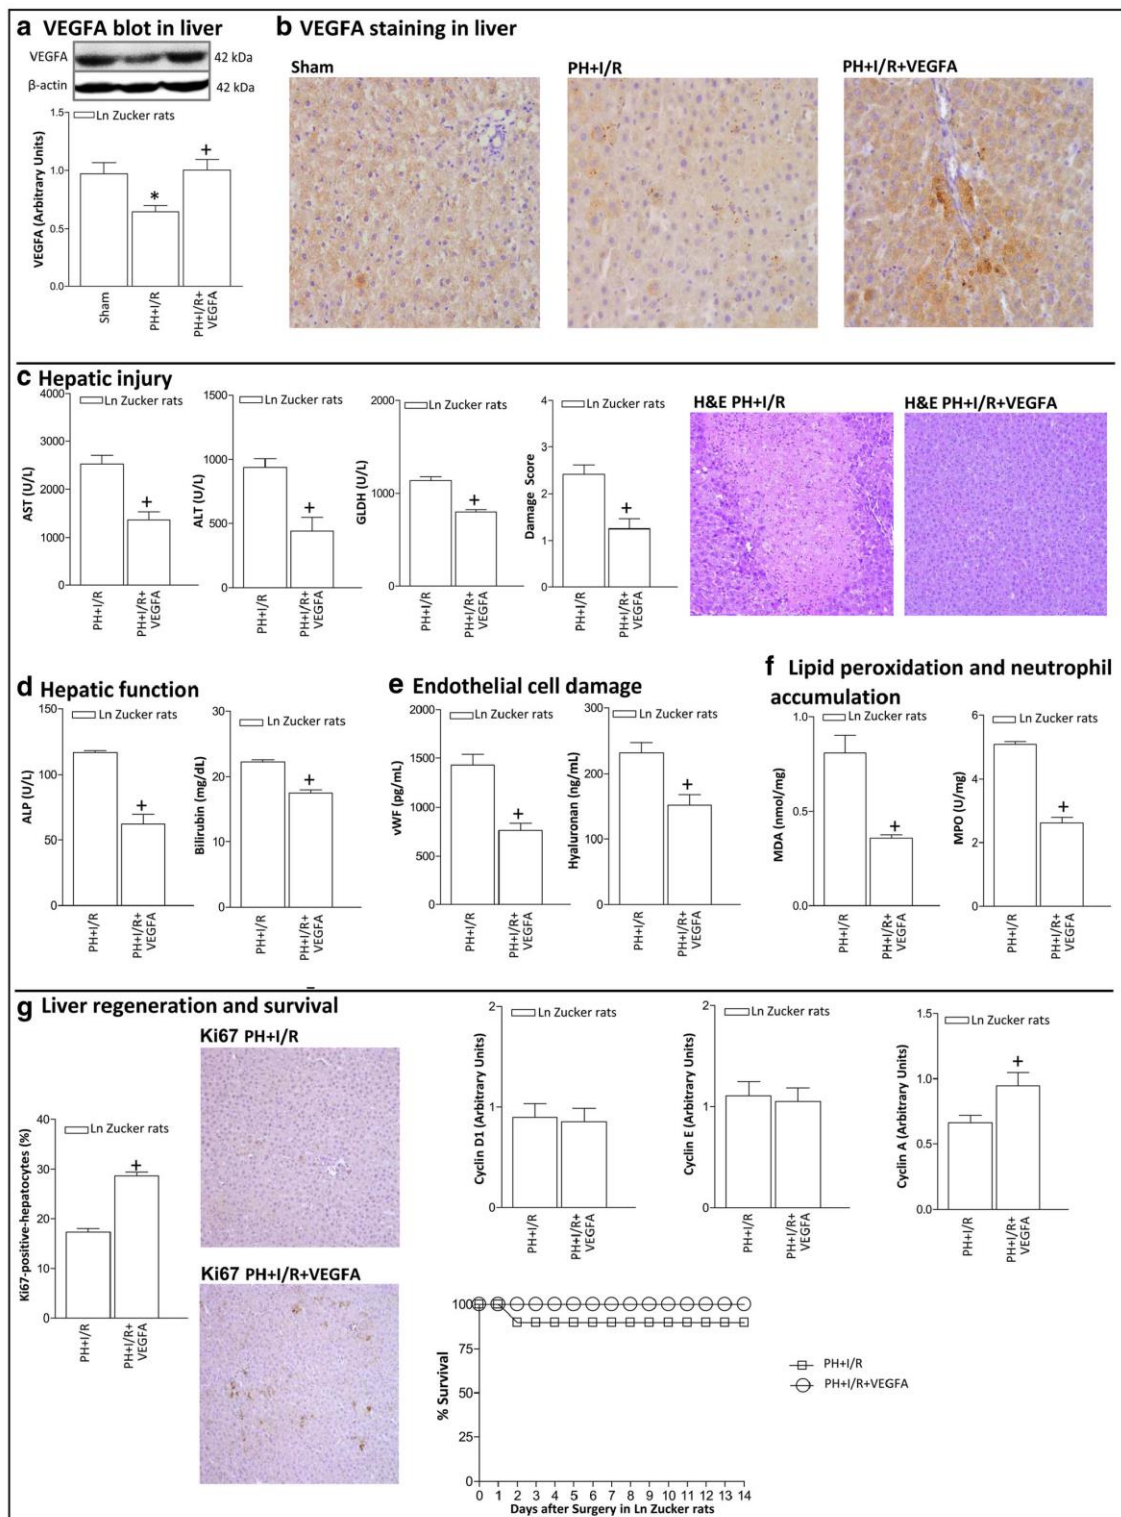 a VEGFA blot in liver
VEGFA 42 kDa
β-actin 42 kDa
Ln Zucker rats
VEGFA (Arbitrary Units)
1.0
0.5
0.0
Sham
PH+I/R
PH+I/R+
VEGFA
*
+
b VEGFA staining in liver
Sham
PH+I/R
PH+I/R+VEGFA
c Hepatic injury
Ln Zucker rats
AST (U/L)
4000
3000
2000
1000
0
+
PH+I/R
PH+I/R+
VEGFA
Ln Zucker rats
ALT (U/L)
1500
1000
500
0
+
PH+I/R
PH+I/R+
VEGFA
Ln Zucker rats
GLDH (U/L)
2000
1000
0
+
PH+I/R
PH+I/R+
VEGFA
Ln Zucker rats
Damage Score
4
3
2
1
0
+
PH+I/R
PH+I/R+
VEGFA
H&E PH+I/R
H&E PH+I/R+VEGFA
d Hepatic function
Ln Zucker rats
ALP (U/L)
150
100
50
0
+
PH+I/R
PH+I/R+
VEGFA
Ln Zucker rats
Bilirubin (mg/dL)
30
20
10
0
+
PH+I/R
PH+I/R+
VEGFA
e Endothelial cell damage
Ln Zucker rats
vWF (pg/mL)
2000
1500
1000
500
0
+
PH+I/R
PH+I/R+
VEGFA
Ln Zucker rats
Hyaluronan (ng/mL)
300
200
100
0
+
PH+I/R
PH+I/R+
VEGFA
f Lipid peroxidation and neutrophil
accumulation
Ln Zucker rats
MDA (nmol/mg)
1.0
0.5
0.0
+
PH+I/R
PH+I/R+
VEGFA
Ln Zucker rats
MPO (U/mg)
6
4
2
0
+
PH+I/R
PH+I/R+
VEGFA
g Liver regeneration and survival
Ln Zucker rats
Ki67-positive-hepatocytes (%)
40
30
20
10
0
+
PH+I/R
PH+I/R+
VEGFA
Ki67 PH+I/R
Ki67 PH+I/R+VEGFA
Ln Zucker rats
Cyclin D1 (Arbitrary Units)
2
1
0
PH+I/R
PH+I/R+
VEGFA
Ln Zucker rats
Cyclin E (Arbitrary Units)
2
1
0
PH+I/R
PH+I/R+
VEGFA
Ln Zucker rats
Cyclin A (Arbitrary Units)
1.5
1.0
0.5
0.0
+
PH+I/R
PH+I/R+
VEGFA
% Survival
100
75
50
25
0
0 1 2 3 4 5 6 7 8 9 10 11 12 13 14
Days after Surgery in Ln Zucker rats
PH+I/R
PH+I/R+VEGFA